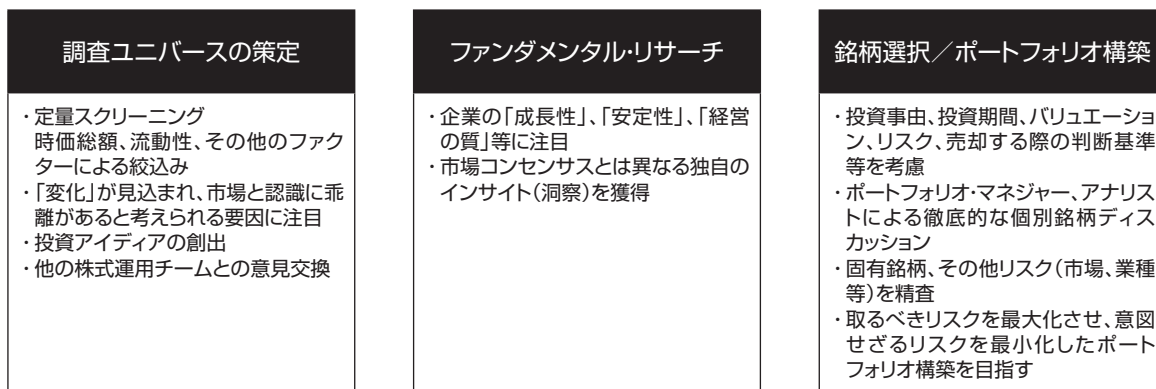 調査ユニバースの策定
・定量スクリーニング
時価総額、流動性、その他のファク
ターによる絞込み
・「変化」が見込まれ、市場と認識に乖
離があると考えられる要因に注目
・投資アイディアの創出
・他の株式運用チームとの意見交換
ファンダメンタル・リサーチ
・企業の「成長性」、「安定性」、「経営
の質」等に注目
・市場コンセンサスとは異なる独自の
インサイト（洞察）を獲得
銘柄選択／ポートフォリオ構築
・投資事由、投資期間、バリュエーショ
ン、リスク、売却する際の判断基準
等を考慮
・ポートフォリオ・マネジャー、アナリス
トによる徹底的な個別銘柄ディス
カッション
・固有銘柄、その他リスク（市場、業種
等）を精査
・取るべきリスクを最大化させ、意図
せざるリスクを最小化したポート
フォリオ構築を目指す